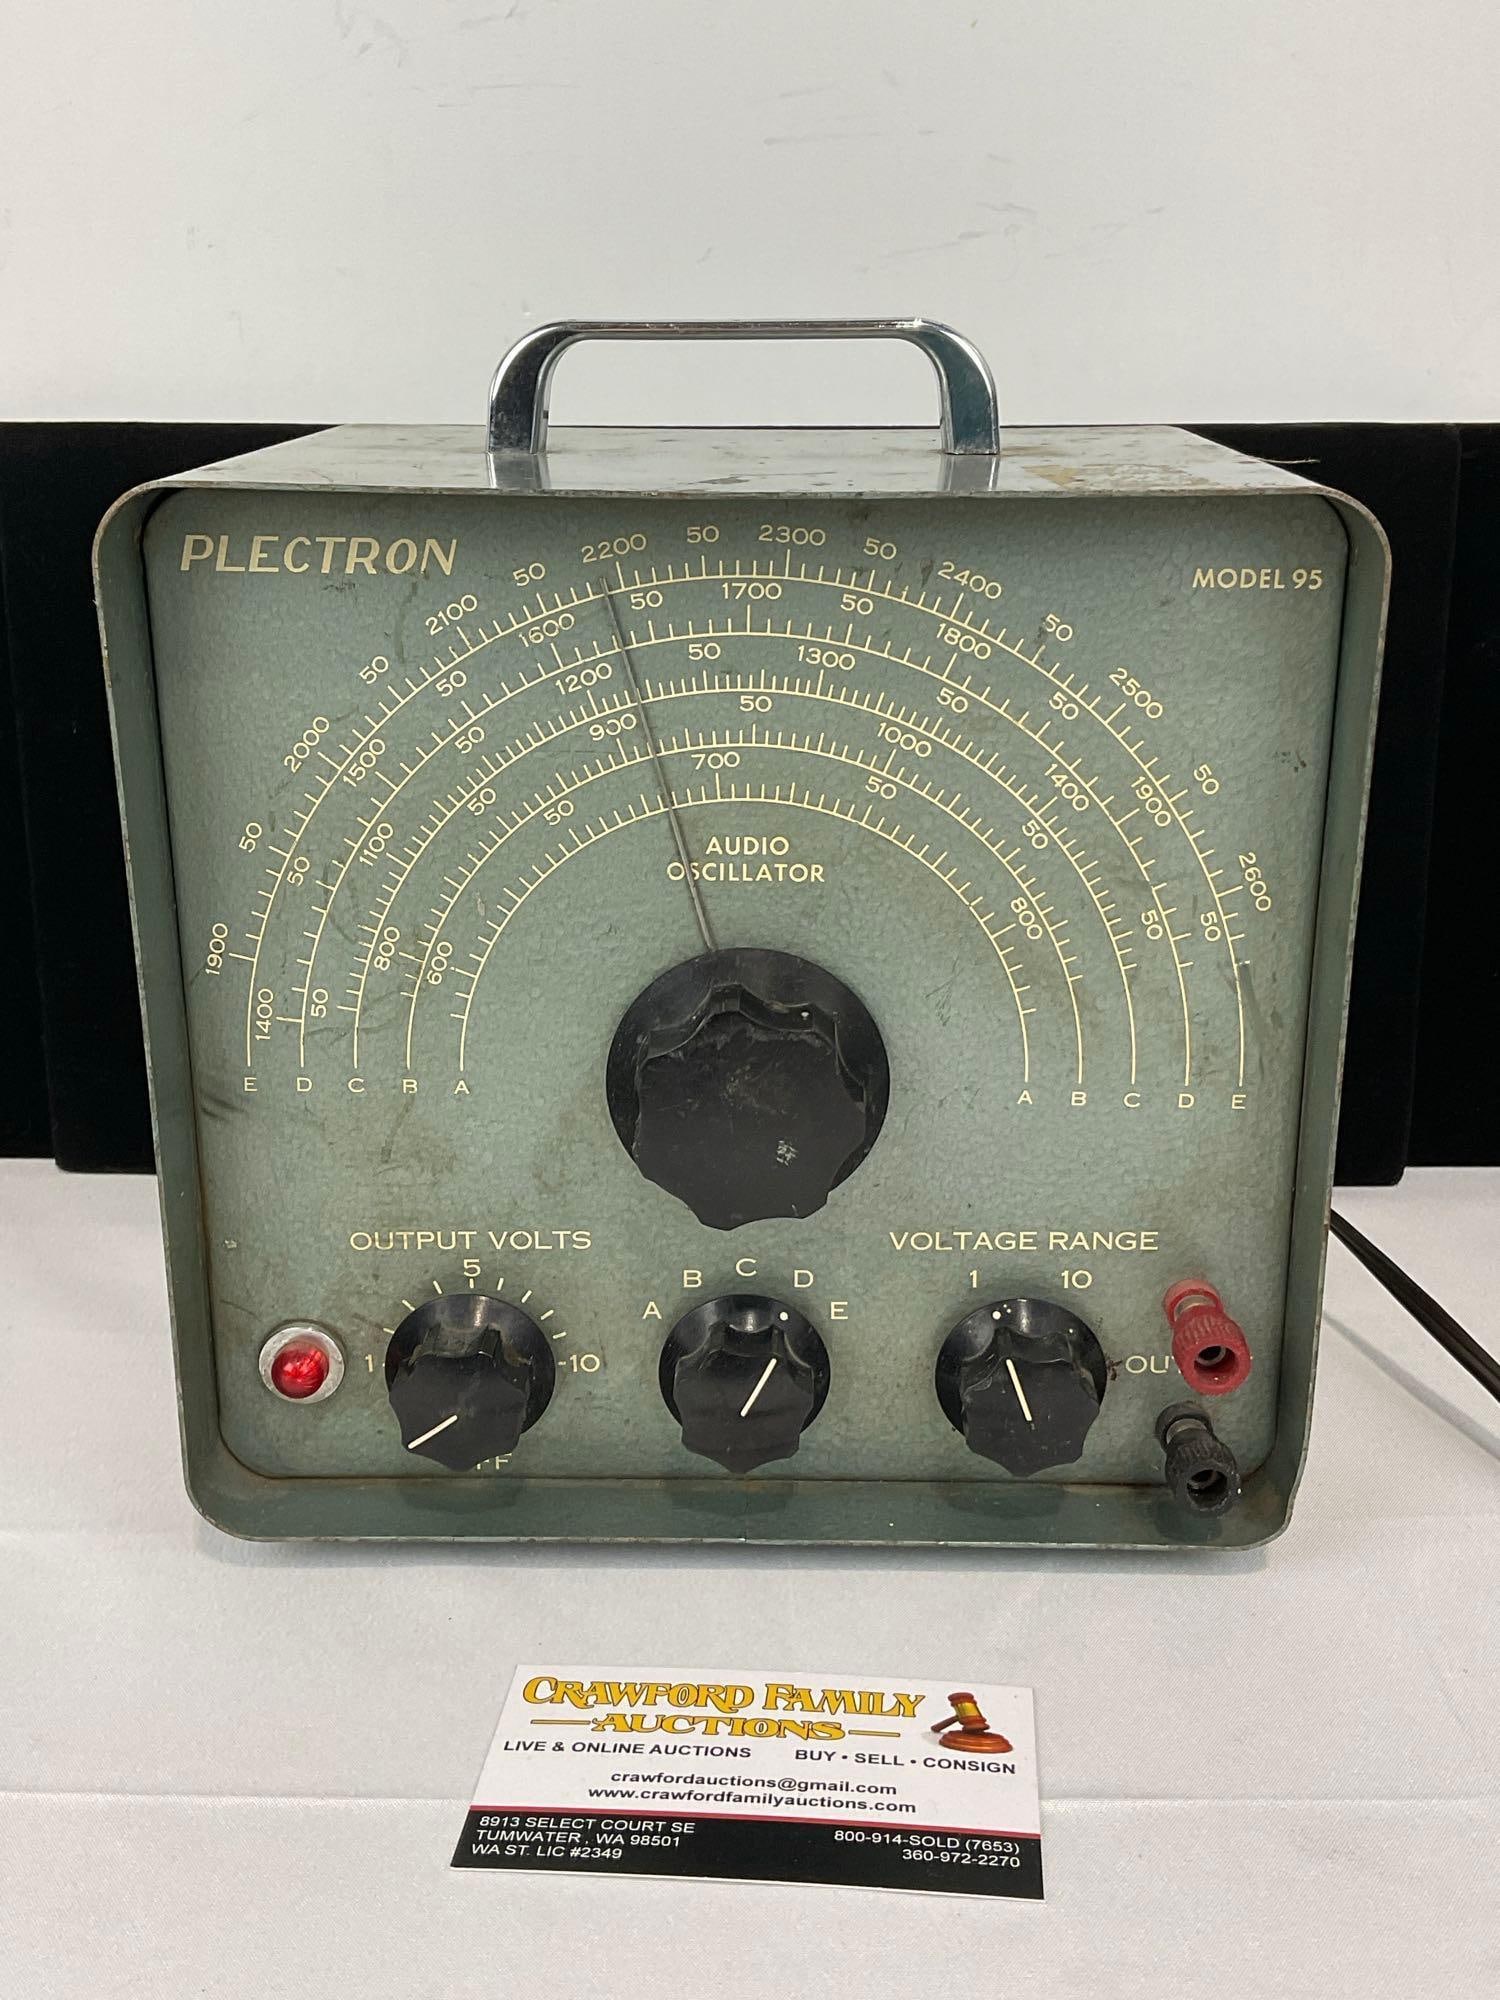 PLECTRON
MODEL 95
1900 50 2000 50 2100 50 2200 50 2300 50 2400 50 2500 50 2600
1400 50 1500 50 1600 50 1700 50 1800 50 1900 50
50 1100 50 1200 50 1300 50 1400 50
800 50 900 50 1000 50
600 50 700 50 800
AUDIO
OSCILLATOR
E D C B A
A B C D E
OUTPUT VOLTS
1 5 10
A B C D E
VOLTAGE RANGE
1 10
CRAWFORD FAMILY
AUCTIONS
LIVE & ONLINE AUCTIONS BUY • SELL • CONSIGN
crawfordauctions@gmail.com
www.crawfordfamilyauctions.com
8913 SELECT COURT SE
TUMWATER, WA 98501
WA ST. LIC #2349
800-914-SOLD (7653)
360-972-2270